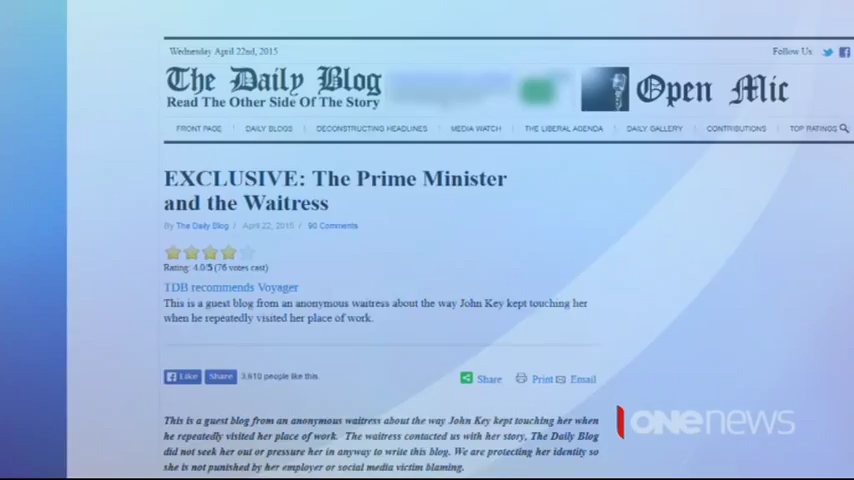 Wednesday April 22nd, 2015
Follow Us
The Daily Blog
Read The Other Side Of The Story
Open Mic
FRONT PAGE
DAILY BLOGS
DECONSTRUCTING HEADLINES
MEDIA WATCH
THE LIBERAL AGENDA
DAILY GALLERY
CONTRIBUTIONS
TOP RATINGS
EXCLUSIVE: The Prime Minister
and the Waitress
By The Daily Blog / April 22, 2015 / 90 Comments
Rating: 4.0/5 (76 votes cast)
TDB recommends Voyager
This is a guest blog from an anonymous waitress about the way John Key kept touching her
when he repeatedly visited her place of work.
Like
Share
3,610 people like this.
Share
Print
Email
This is a guest blog from an anonymous waitress about the way John Key kept touching her when
he repeatedly visited her place of work. The waitress contacted us with her story, The Daily Blog
did not seek her out or pressure her in anyway to write this blog. We are protecting her identity so
she is not punished by her employer or social media victim blaming.
ONE NEWS